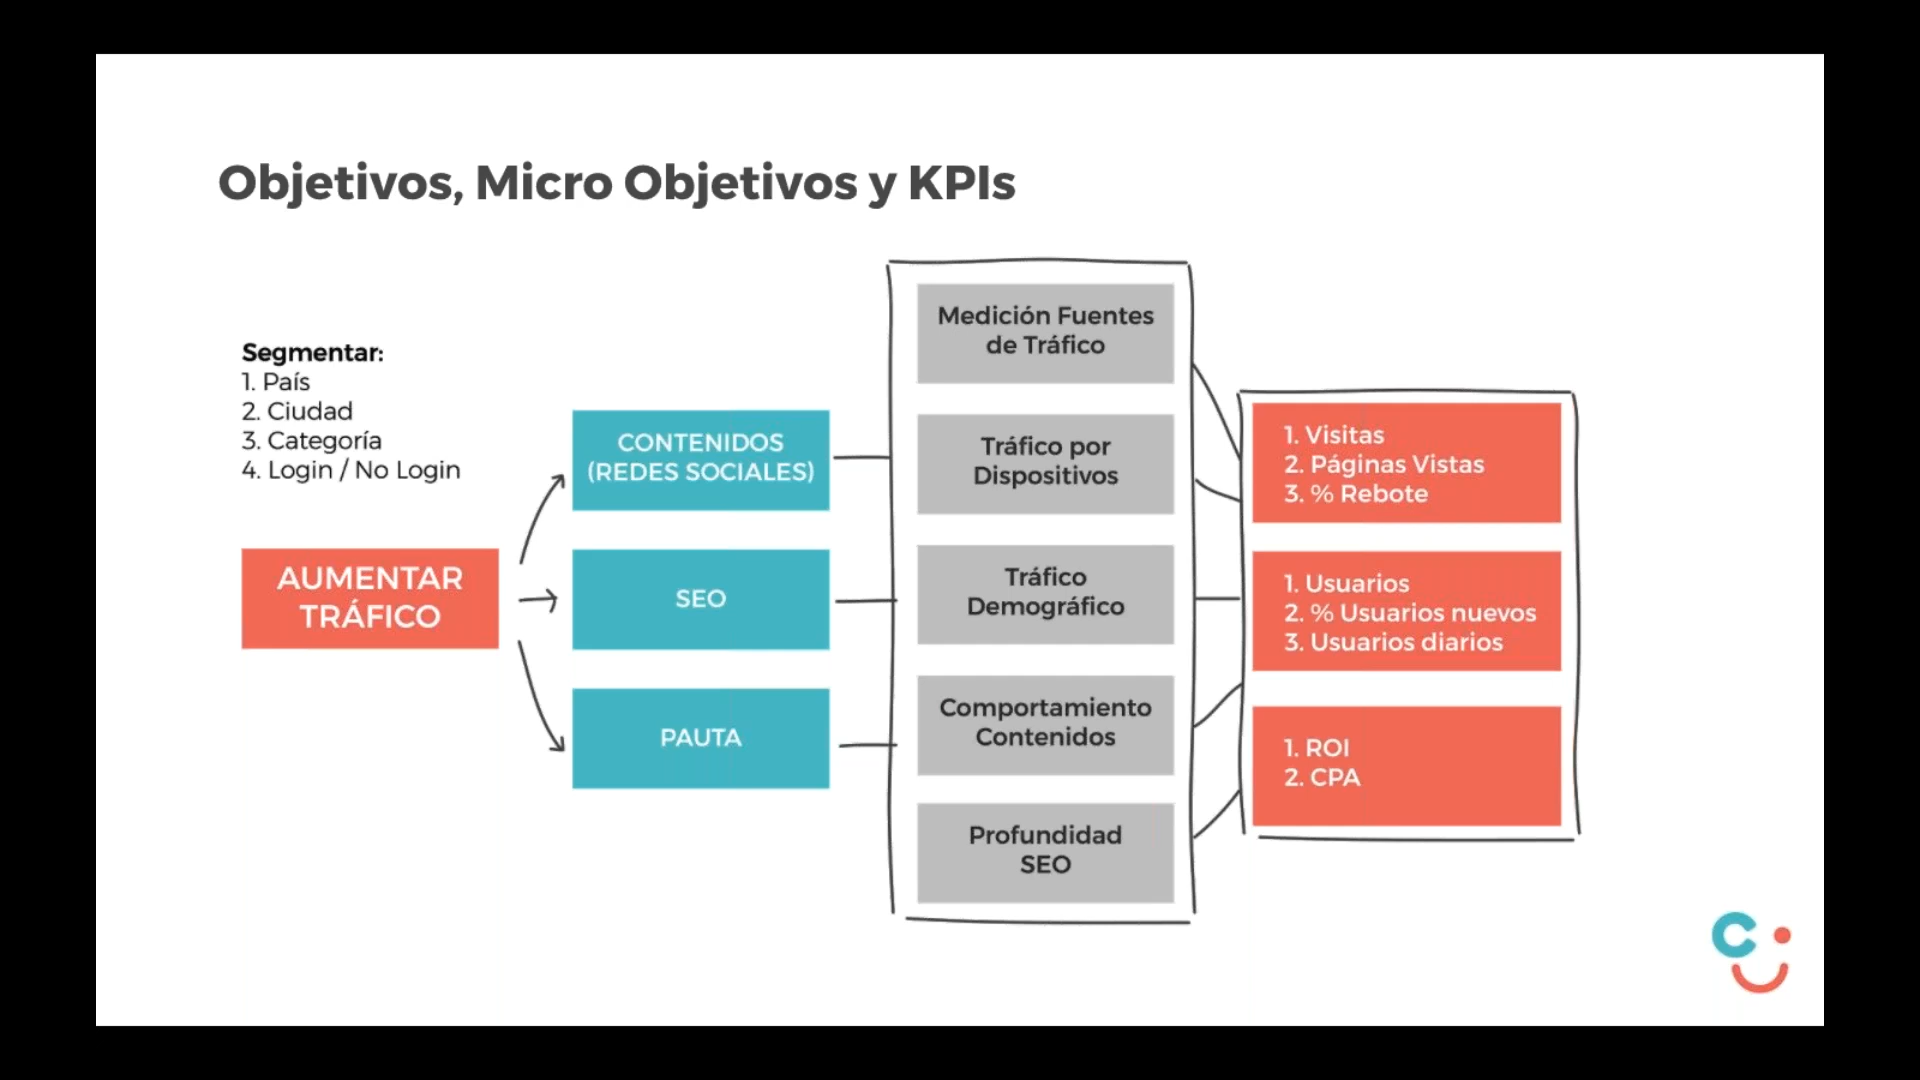 Objetivos, Micro Objetivos y KPIs
Segmentar:
1. País
2. Ciudad
3. Categoría
4. Login / No Login
AUMENTAR
TRÁFICO
CONTENIDOS
(REDES SOCIALES)
SEO
PAUTA
Medición Fuentes
de Tráfico
Tráfico por
Dispositivos
Tráfico
Demográfico
Comportamiento
Contenidos
Profundidad
SEO
1. Visitas
2. Páginas Vistas
3. % Rebote
1. Usuarios
2. % Usuarios nuevos
3. Usuarios diarios
1. ROI
2. CPA